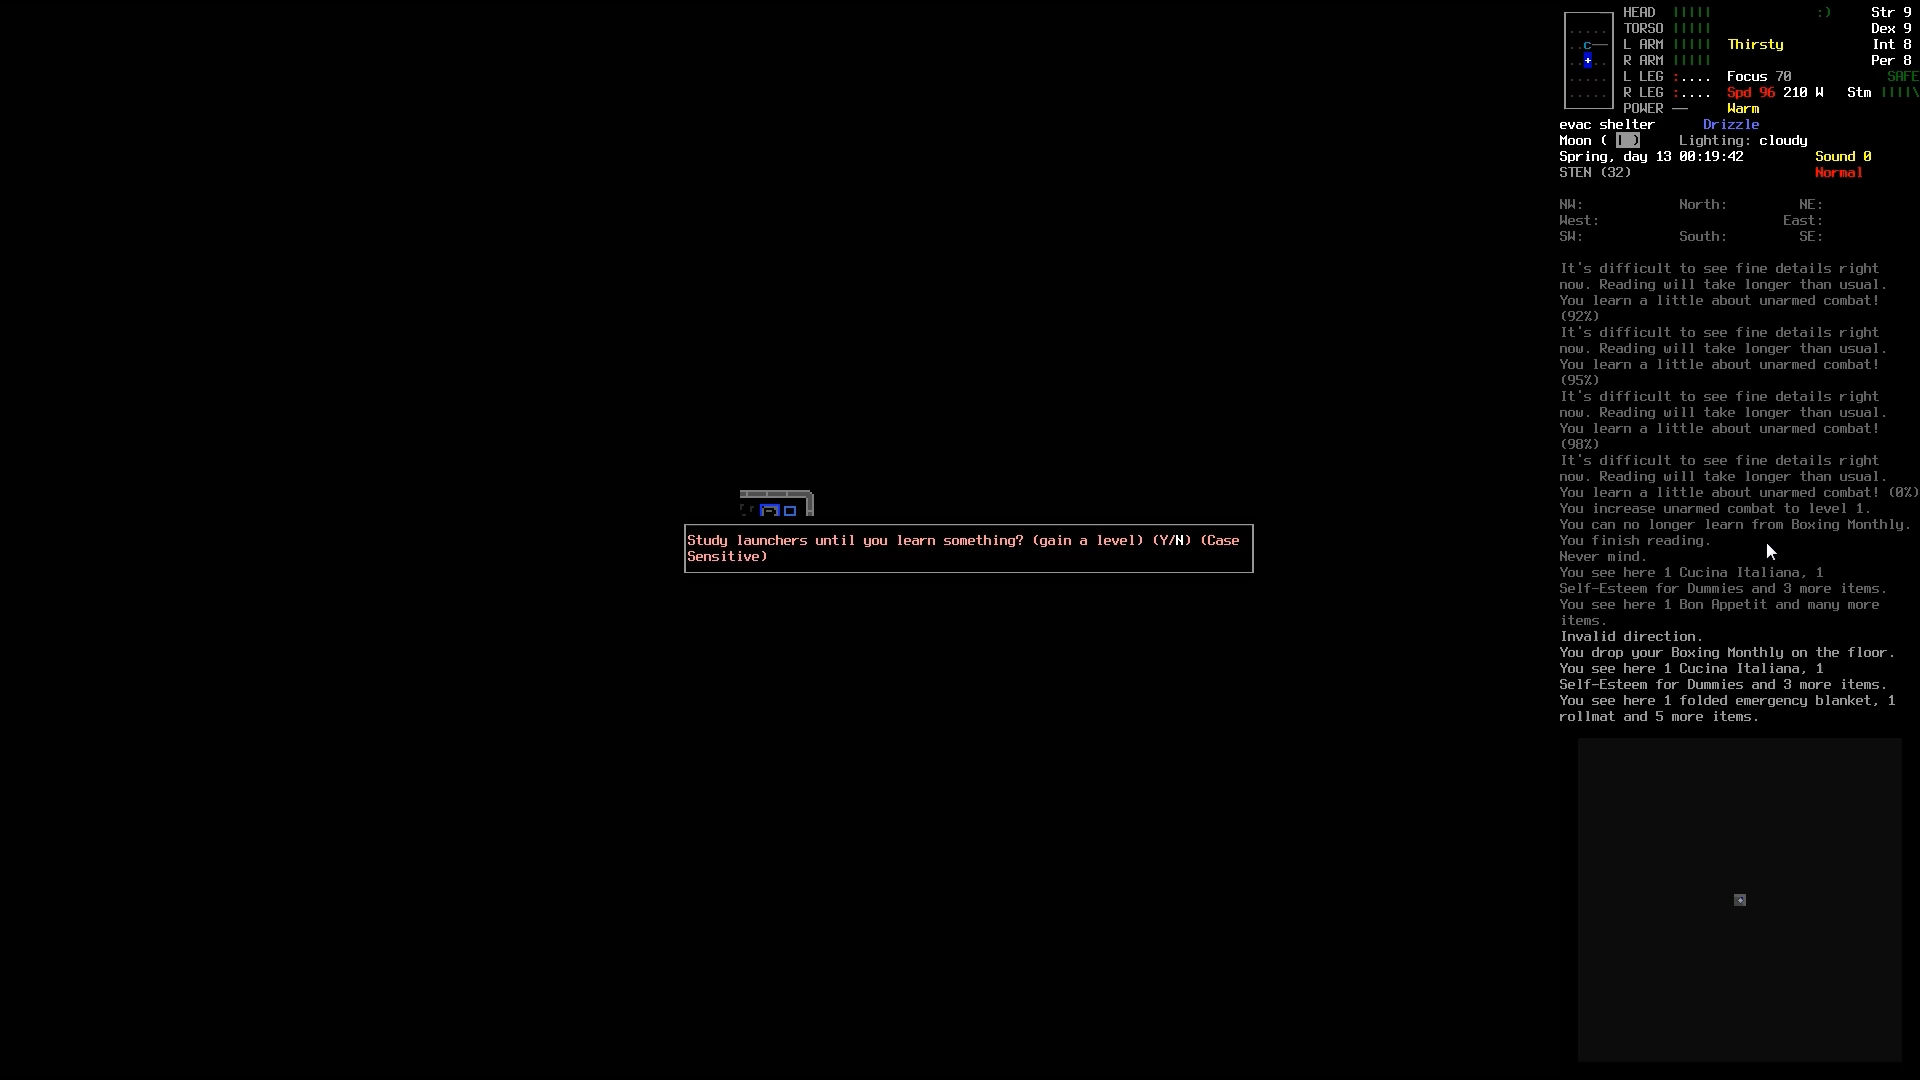 HEAD ||||| :) Str 9
TORSO ||||| Dex 9
L ARM ||||| Thirsty Int 8
R ARM ||||| Per 8
L LEG :.... Focus 70 SAFE
R LEG :.... Spd 96 210 W Stm ||||\
POWER —— Warm
evac shelter Drizzle
Moon ( | ) Lighting: cloudy
Spring, day 13 00:19:42 Sound 0
STEN (32) Normal
NW: North: NE:
West: East:
SW: South: SE:
It's difficult to see fine details right
now. Reading will take longer than usual.
You learn a little about unarmed combat!
(92%)
It's difficult to see fine details right
now. Reading will take longer than usual.
You learn a little about unarmed combat!
(95%)
It's difficult to see fine details right
now. Reading will take longer than usual.
You learn a little about unarmed combat!
(98%)
It's difficult to see fine details right
now. Reading will take longer than usual.
You learn a little about unarmed combat! (0%)
You increase unarmed combat to level 1.
You can no longer learn from Boxing Monthly.
You finish reading.
Never mind.
You see here 1 Cucina Italiana, 1
Self-Esteem for Dummies and 3 more items.
You see here 1 Bon Appetit and many more
items.
Invalid direction.
You drop your Boxing Monthly on the floor.
You see here 1 Cucina Italiana, 1
Self-Esteem for Dummies and 3 more items.
You see here 1 folded emergency blanket, 1
rollmat and 5 more items.
Study launchers until you learn something? (gain a level) (Y/N) (Case
Sensitive)